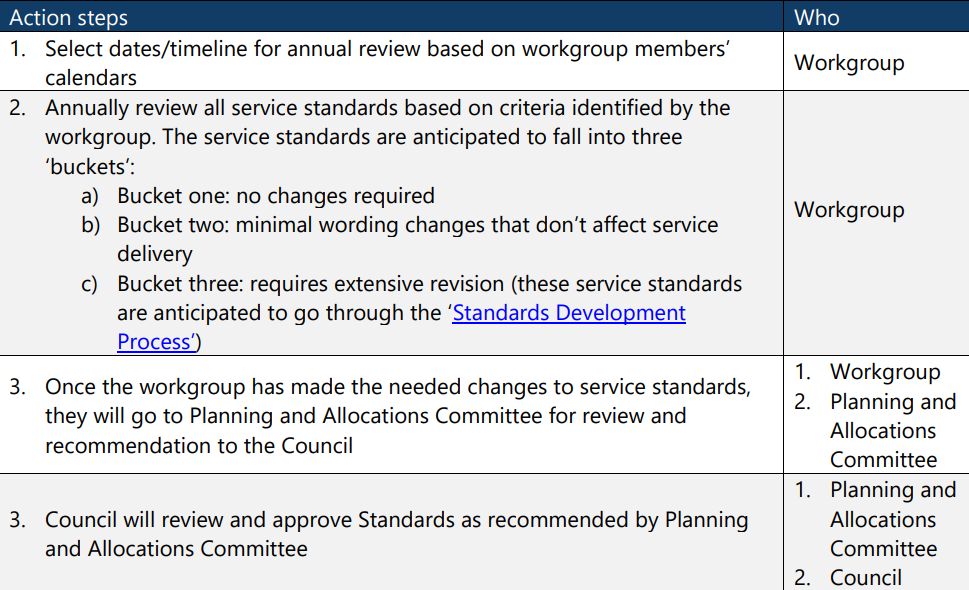 Action steps
Who
1. Select dates/timeline for annual review based on workgroup members’
calendars
Workgroup
2. Annually review all service standards based on criteria identified by the
workgroup. The service standards are anticipated to fall into three
‘buckets’:
a) Bucket one: no changes required
b) Bucket two: minimal wording changes that don’t affect service
delivery
c) Bucket three: requires extensive revision (these service standards
are anticipated to go through the ‘Standards Development
Process’)
Workgroup
3. Once the workgroup has made the needed changes to service standards,
they will go to Planning and Allocations Committee for review and
recommendation to the Council
1. Workgroup
2. Planning and
Allocations
Committee
3. Council will review and approve Standards as recommended by Planning
and Allocations Committee
1. Planning and
Allocations
Committee
2. Council